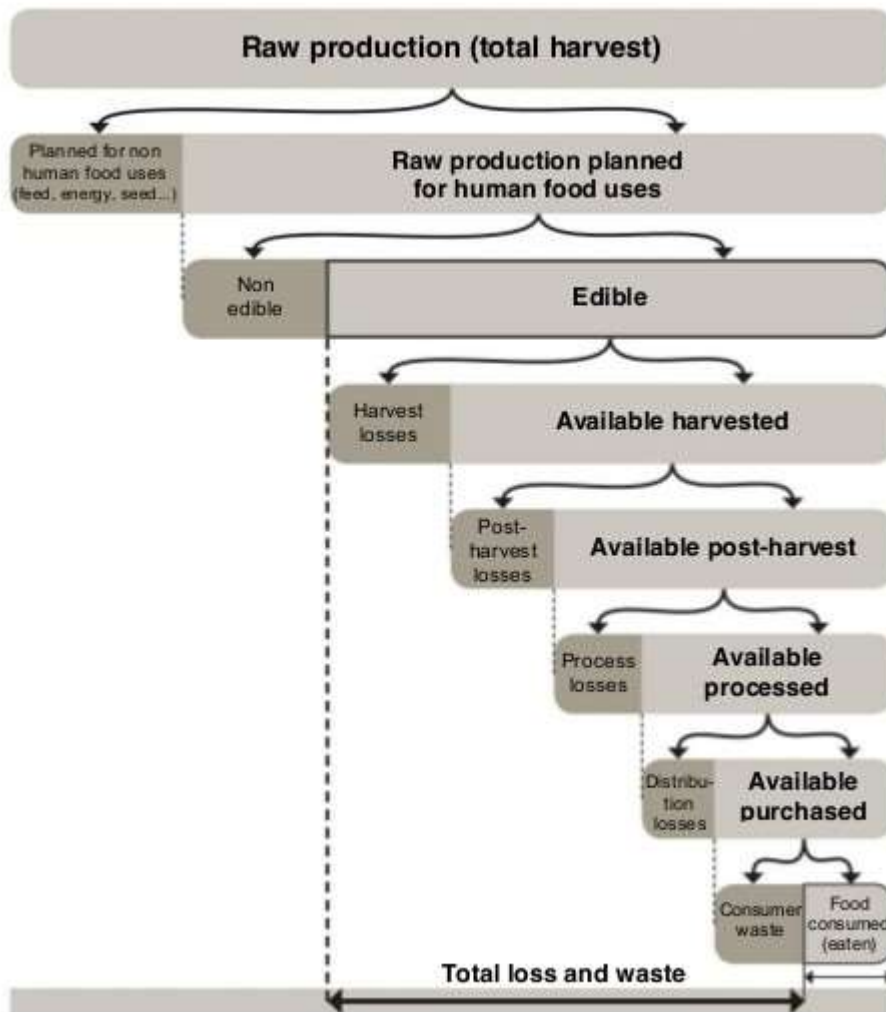 Raw production (total harvest)
Planned for non
human food uses
(feed, energy, seed...)
Raw production planned
for human food uses
Non
edible
Edible
Harvest
losses
Available harvested
Post-
harvest
losses
Available post-harvest
Process
losses
Available
processed
Distribu-
tion
losses
Available
purchased
Consumer
waste
Food
consumed
(eaten)
Total loss and waste